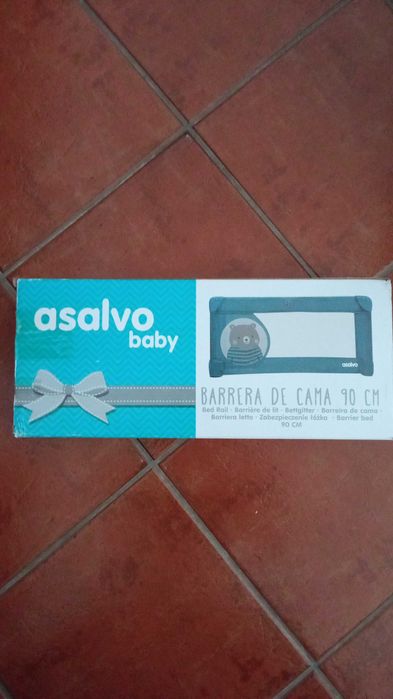 asalvo
baby
asalvo
BARRERA DE CAMA 90 CM
Bed Rail · Barrière de lit · Bettgitter · Barreira de cama ·
Barriera letto · Zabezpieczenie łóżka · Barrier bed
90 CM